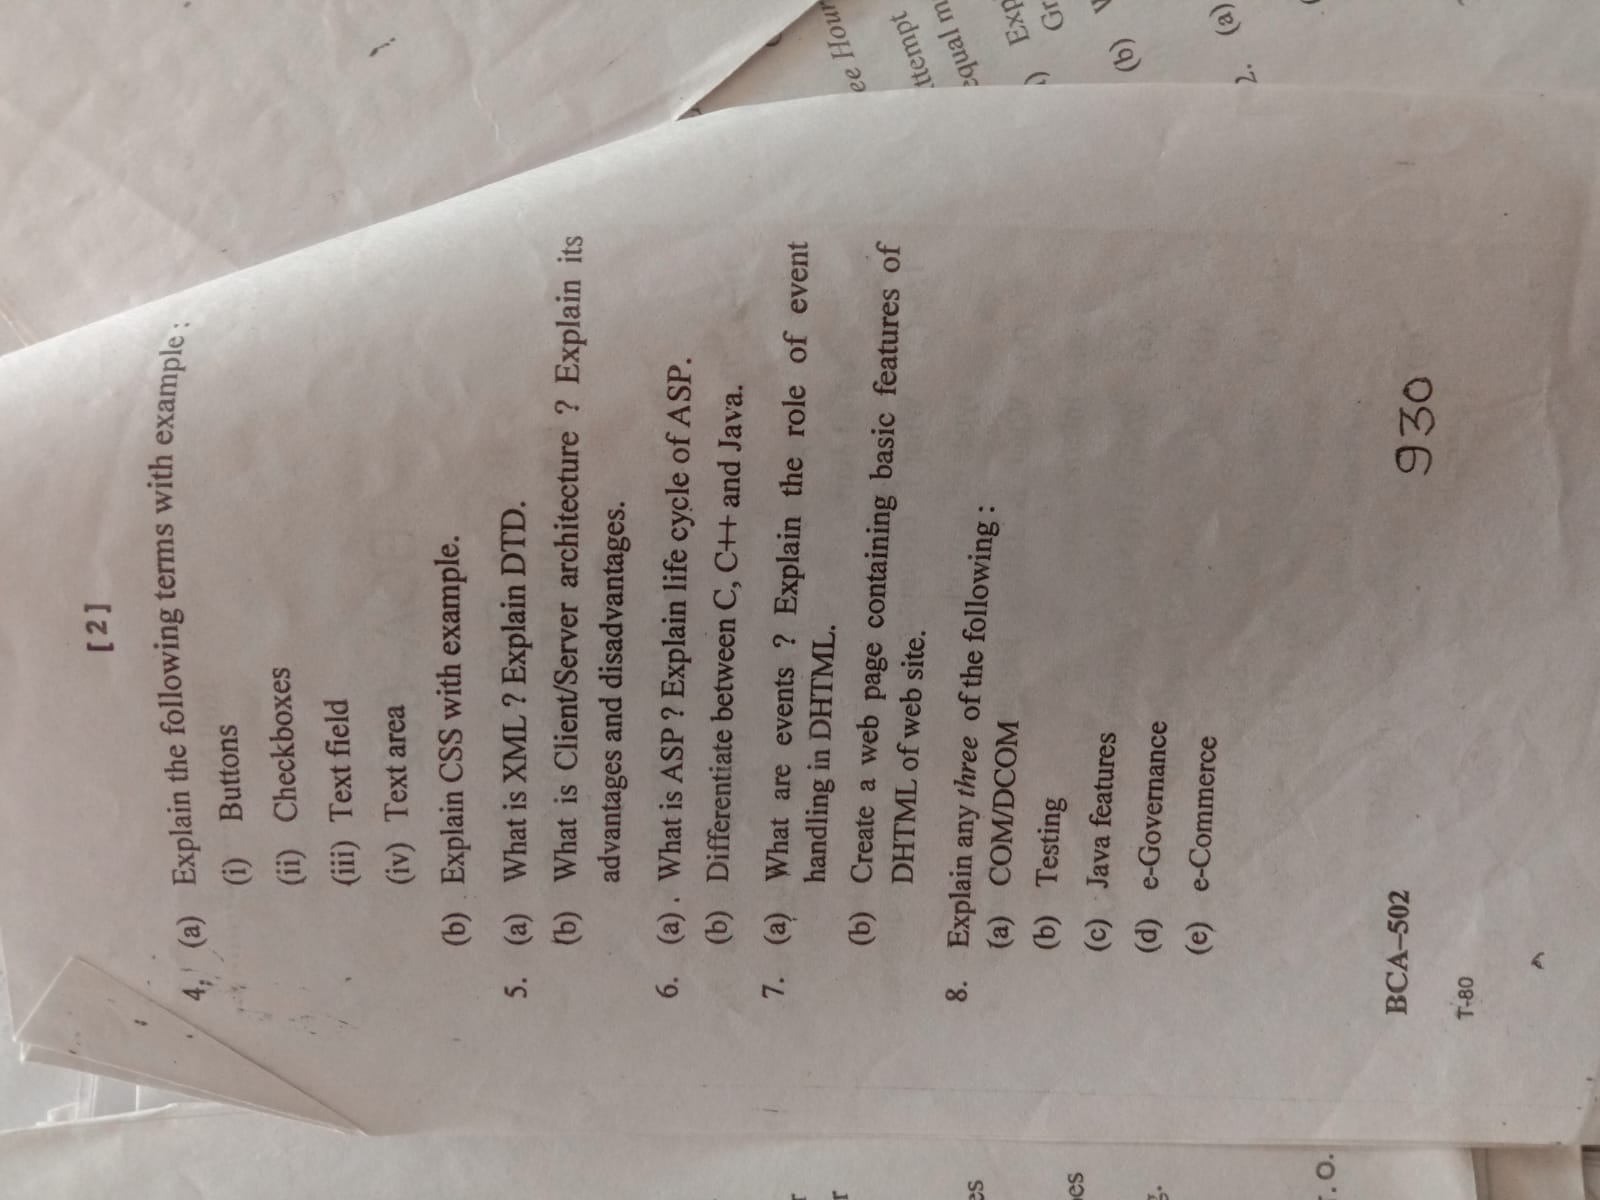 [ 2 ]
4. (a) Explain the following terms with example :
(i) Buttons
(ii) Checkboxes
(iii) Text field
(iv) Text area
(b) Explain CSS with example.
5. (a) What is XML ? Explain DTD.
(b) What is Client/Server architecture ? Explain its
advantages and disadvantages.
6. (a) What is ASP ? Explain life cycle of ASP.
(b) Differentiate between C, C++ and Java.
7. (a) What are events ? Explain the role of event
handling in DHTML.
(b) Create a web page containing basic features of
DHTML of web site.
8. Explain any three of the following :
(a) COM/DCOM
(b) Testing
(c) Java features
(d) e-Governance
(e) e-Commerce
BCA–502
930
T-80
ee Hour
ttempt
equal m
Exp
Gr
(b)
2. (a)
es
.O.